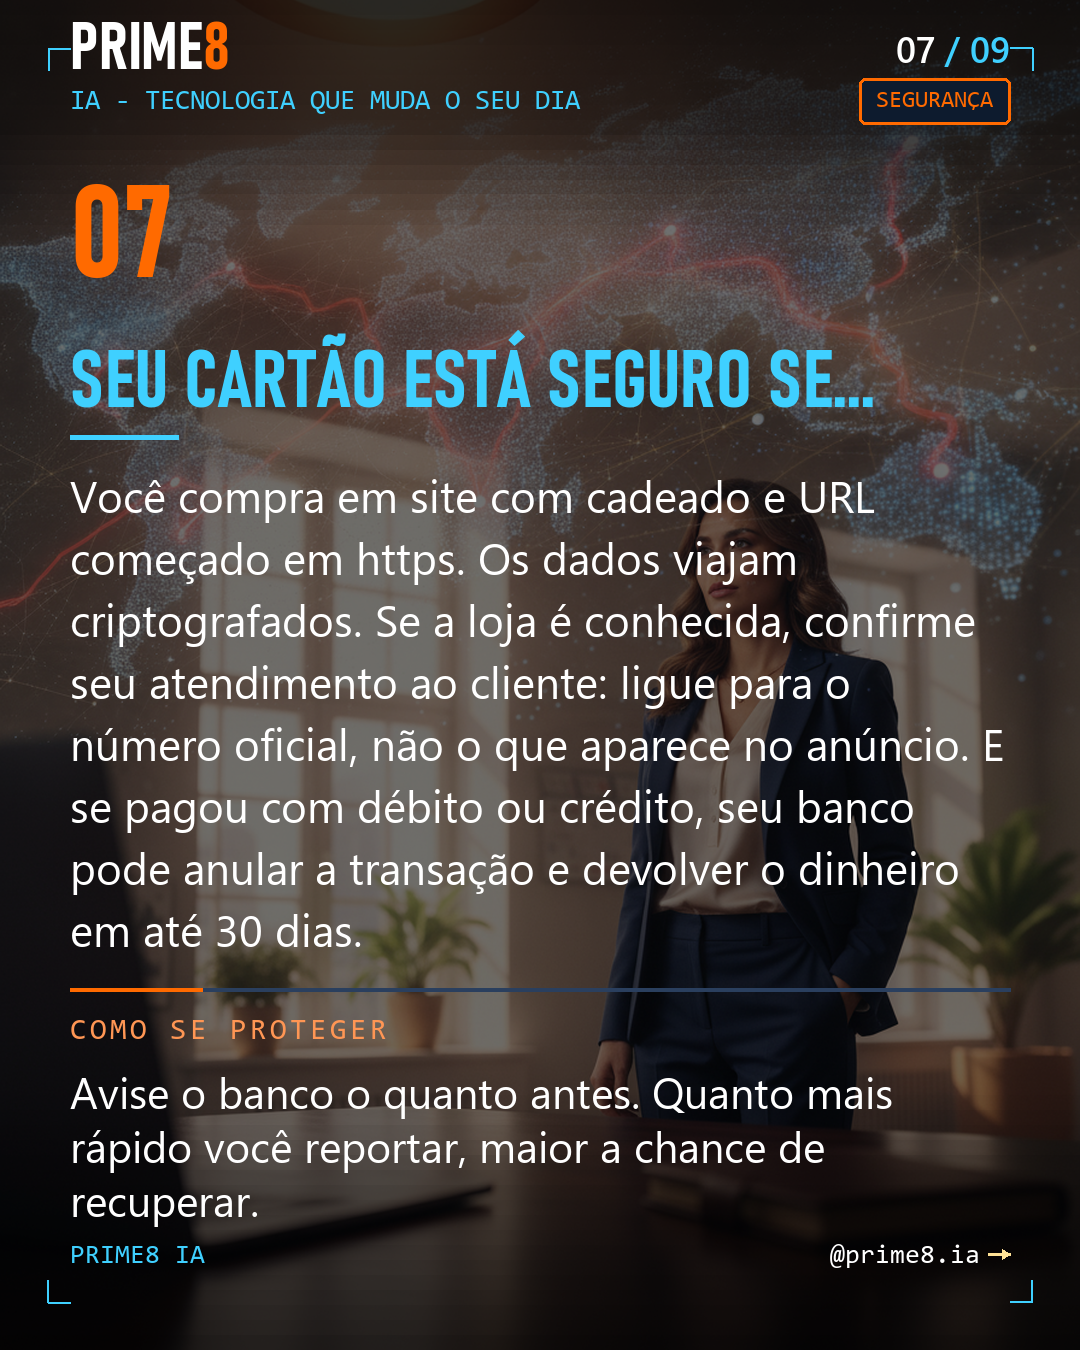 PRIME8
07 / 09
IA - TECNOLOGIA QUE MUDA O SEU DIA
SEGURANÇA
07
SEU CARTÃO ESTÁ SEGURO SE...
Você compra em site com cadeado e URL
começado em https. Os dados viajam
criptografados. Se a loja é conhecida, confirme
seu atendimento ao cliente: ligue para o
número oficial, não o que aparece no anúncio. E
se pagou com débito ou crédito, seu banco
pode anular a transação e devolver o dinheiro
em até 30 dias.
COMO SE PROTEGER
Avise o banco o quanto antes. Quanto mais
rápido você reportar, maior a chance de
recuperar.
PRIME8 IA
@prime8.ia